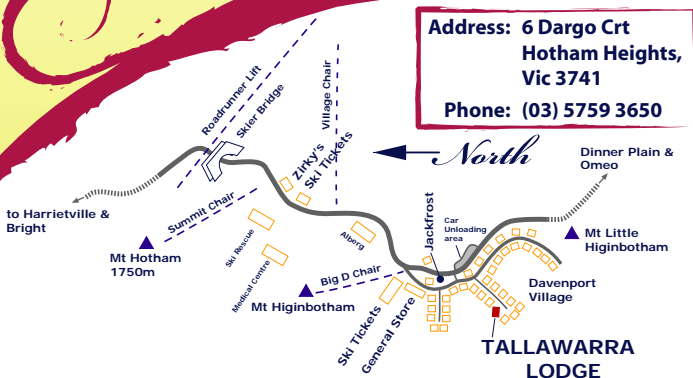 Address: 6 Dargo Crt
Hotham Heights,
Vic 3741
Phone: (03) 5759 3650
Roadrunner Lift
Skier Bridge
Village Chair
Zirky's
Ski Tickets
North
Dinner Plain &
Omeo
to Harrietville &
Bright
Summit Chair
Mt Hotham
1750m
Ski Rescue
Medical Centre
Alberg
Jackfrost
Car
Unloading
area
Mt Little
Higinbotham
Big D Chair
Mt Higinbotham
Davenport
Village
Ski Tickets
General Store
TALLAWARRA
LODGE